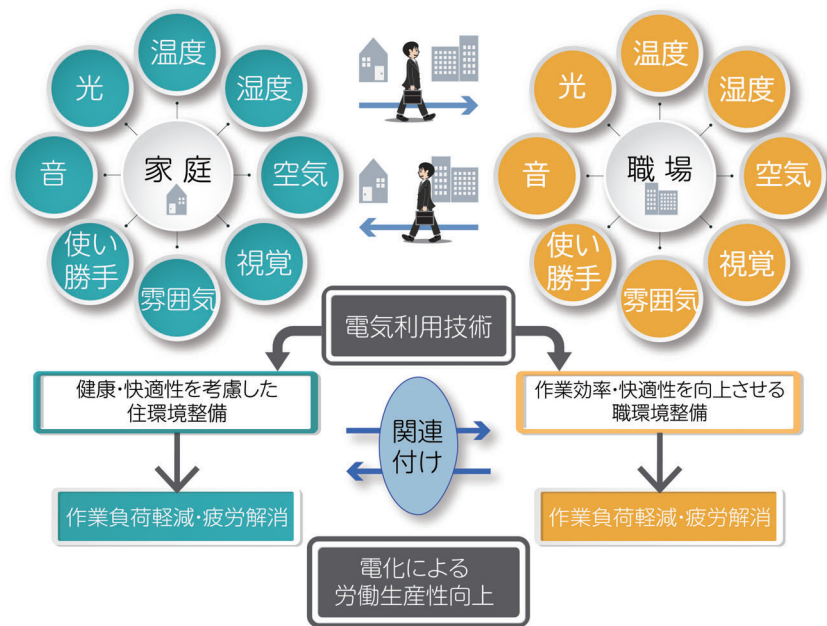 温度
湿度
空気
視覚
雰囲気
使い
勝手
音
光
家庭
温度
湿度
空気
視覚
雰囲気
使い
勝手
音
光
職場
電気利用技術
健康・快適性を考慮した
住環境整備
作業効率・快適性を向上させる
職環境整備
関連
付け
作業負荷軽減・疲労解消
作業負荷軽減・疲労解消
電化による
労働生産性向上